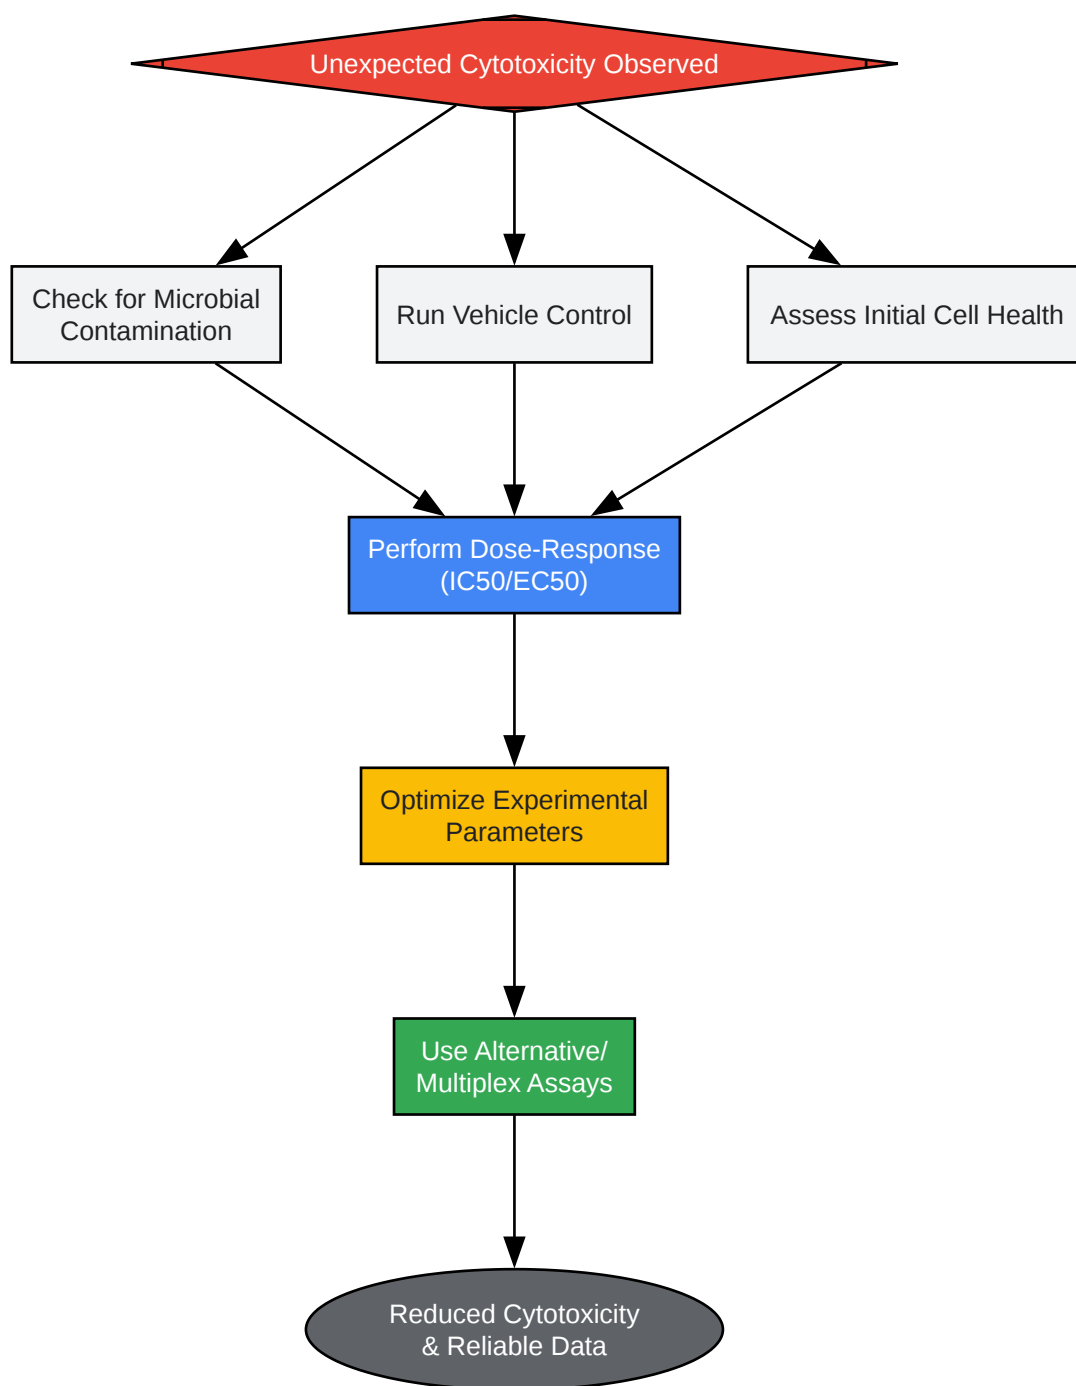 Unexpected Cytotoxicity Observed
Check for Microbial
Contamination
Run Vehicle Control
Assess Initial Cell Health
Perform Dose-Response
(IC50/EC50)
Optimize Experimental
Parameters
Use Alternative/
Multiplex Assays
Reduced Cytotoxicity
& Reliable Data